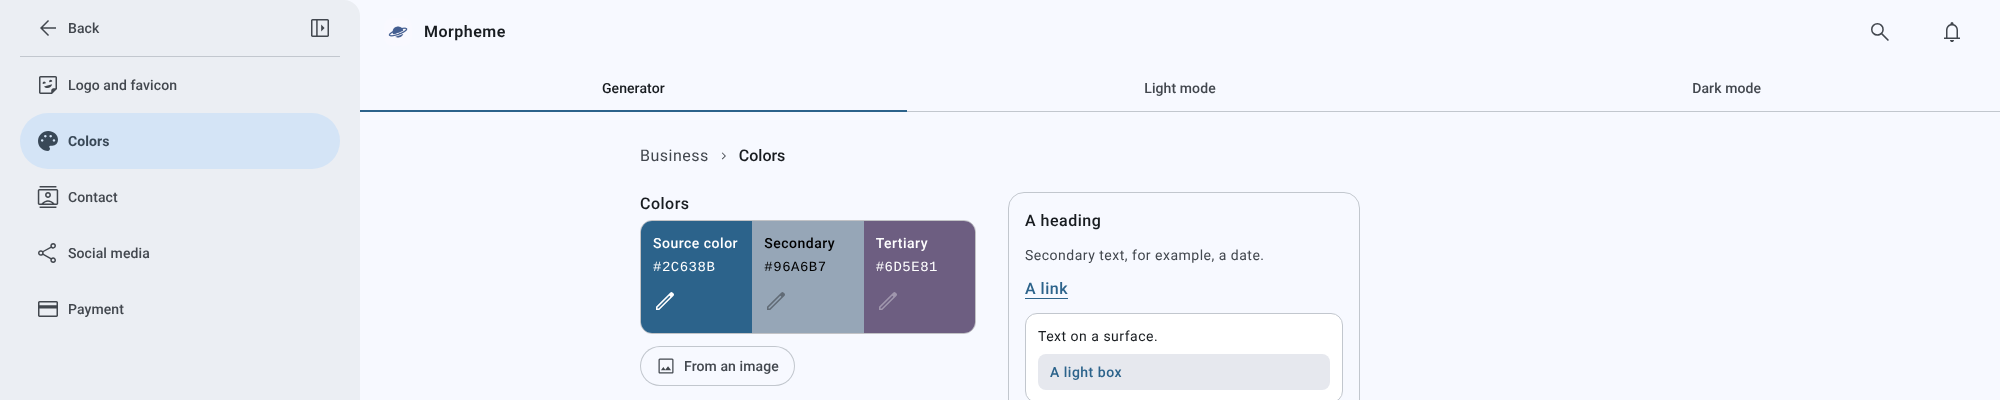 Back
Logo and favicon
Colors
Contact
Social media
Payment
Morpheme
Generator
Light mode
Dark mode
Business › Colors
Colors
Source color
#2C638B
Secondary
#96A6B7
Tertiary
#6D5E81
From an image
A heading
Secondary text, for example, a date.
A link
Text on a surface.
A light box